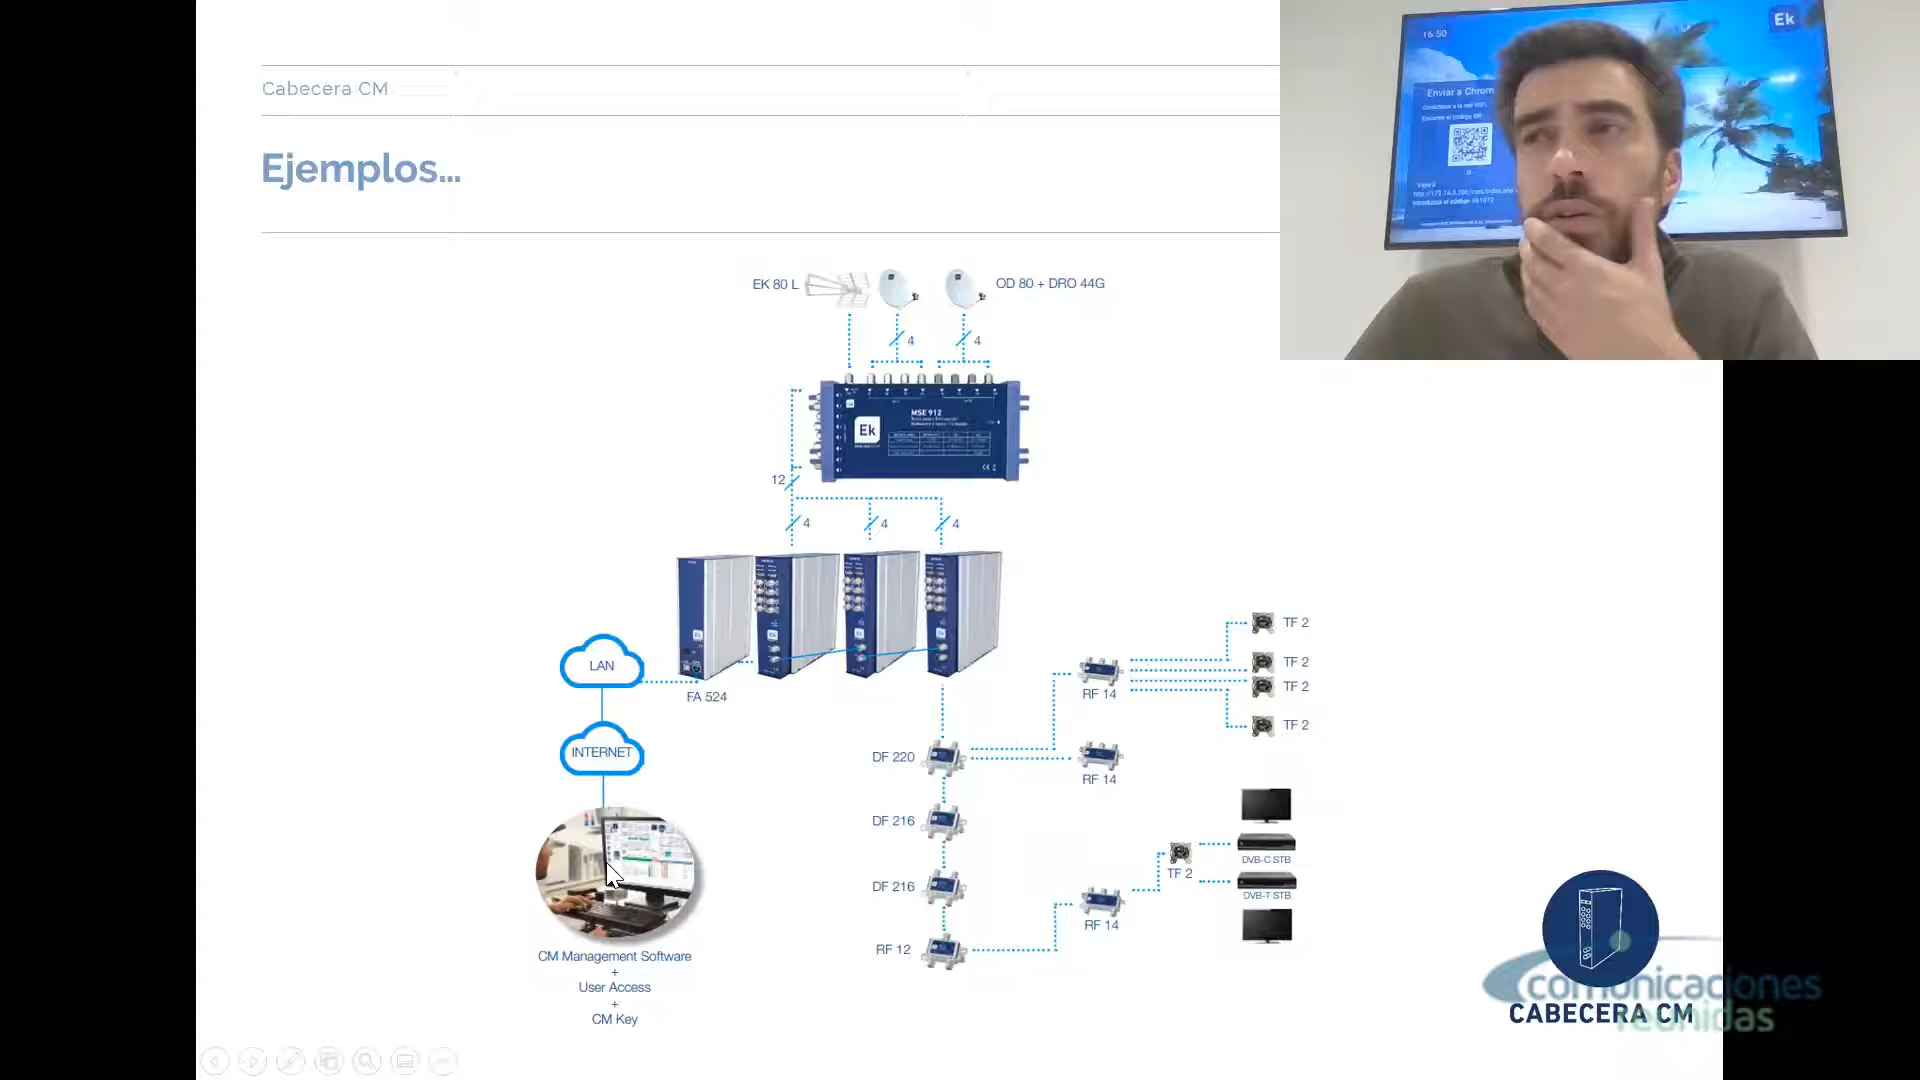 Cabecera CM
Ejemplos...
16:50
Ek
Enviar a Chrom
EK 80 L
OD 80 + DRO 44G
4
4
MSE 912
Ek
12
4
4
4
LAN
FA 524
INTERNET
DF 220
DF 216
DF 216
RF 12
RF 14
RF 14
RF 14
TF 2
TF 2
TF 2
TF 2
TF 2
DVB-C STB
DVB-T STB
CM Management Software
+
User Access
+
CM Key
comunicaciones
reunidas
CABECERA CM